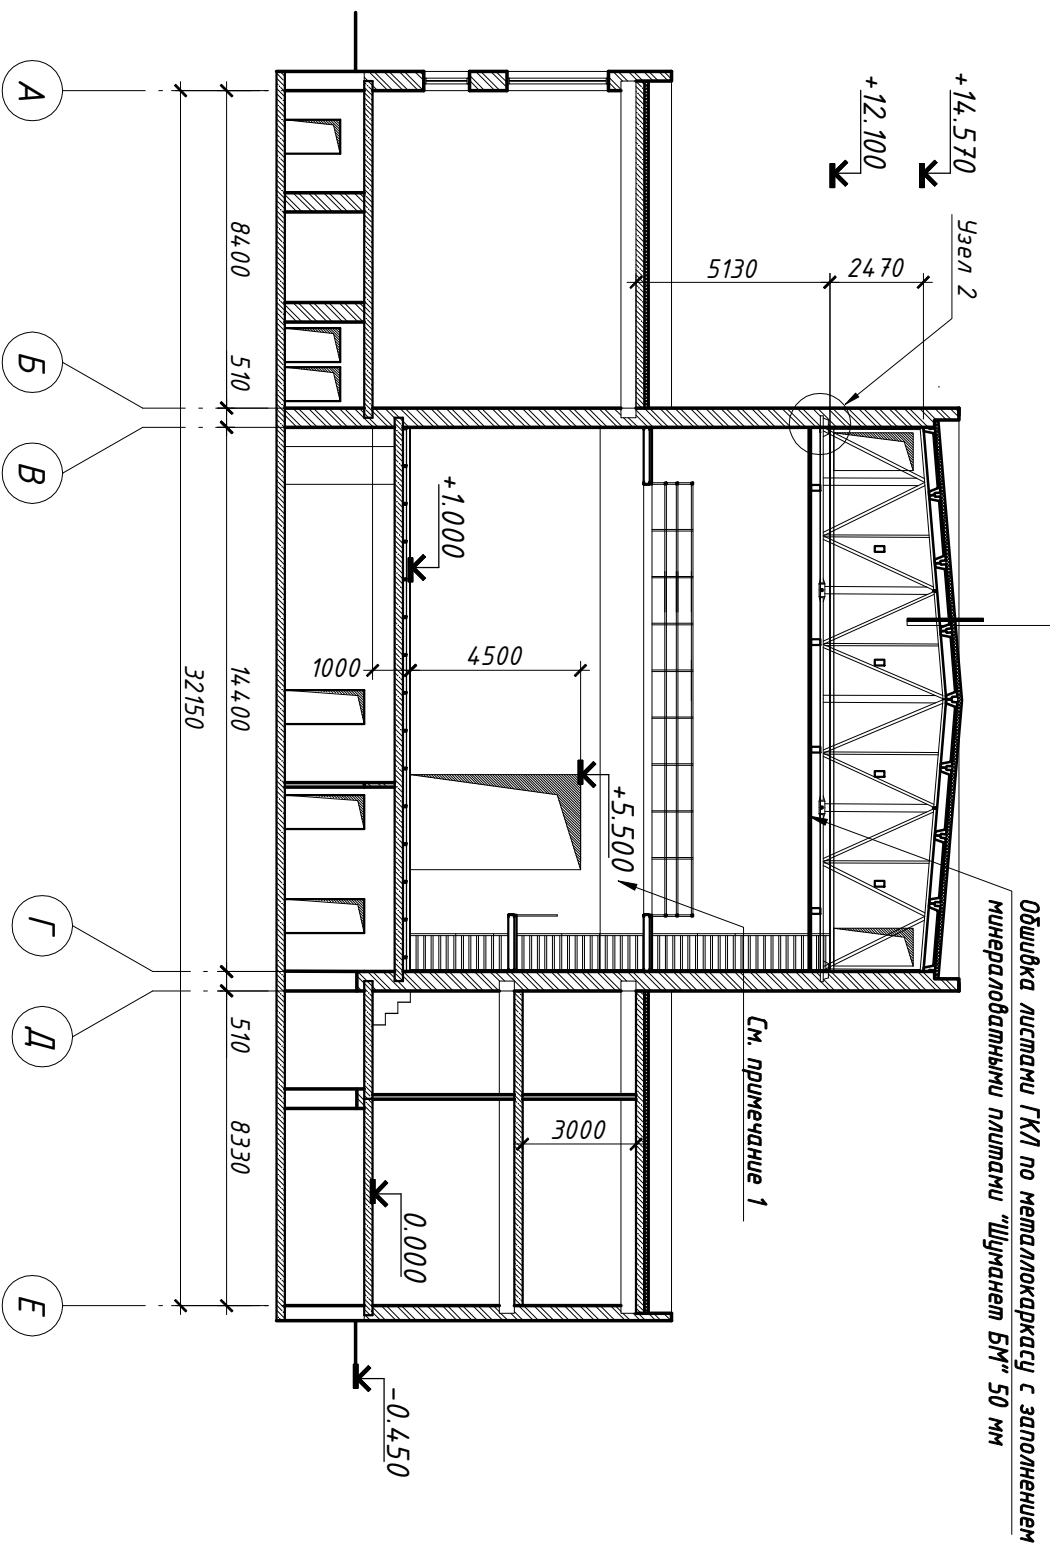 Обшивка листами ГКЛ по металлокаркасу с заполнением
минераловатными плитами "Шуманет БМ" 50 мм
+14.570
+12.100
Узел 2
2470
5130
См. примечание 1
+5.500
4500
+1.000
1000
3000
0.000
-0.450
8400
510
14400
510
8330
32150
А
Б
В
Г
Д
Е